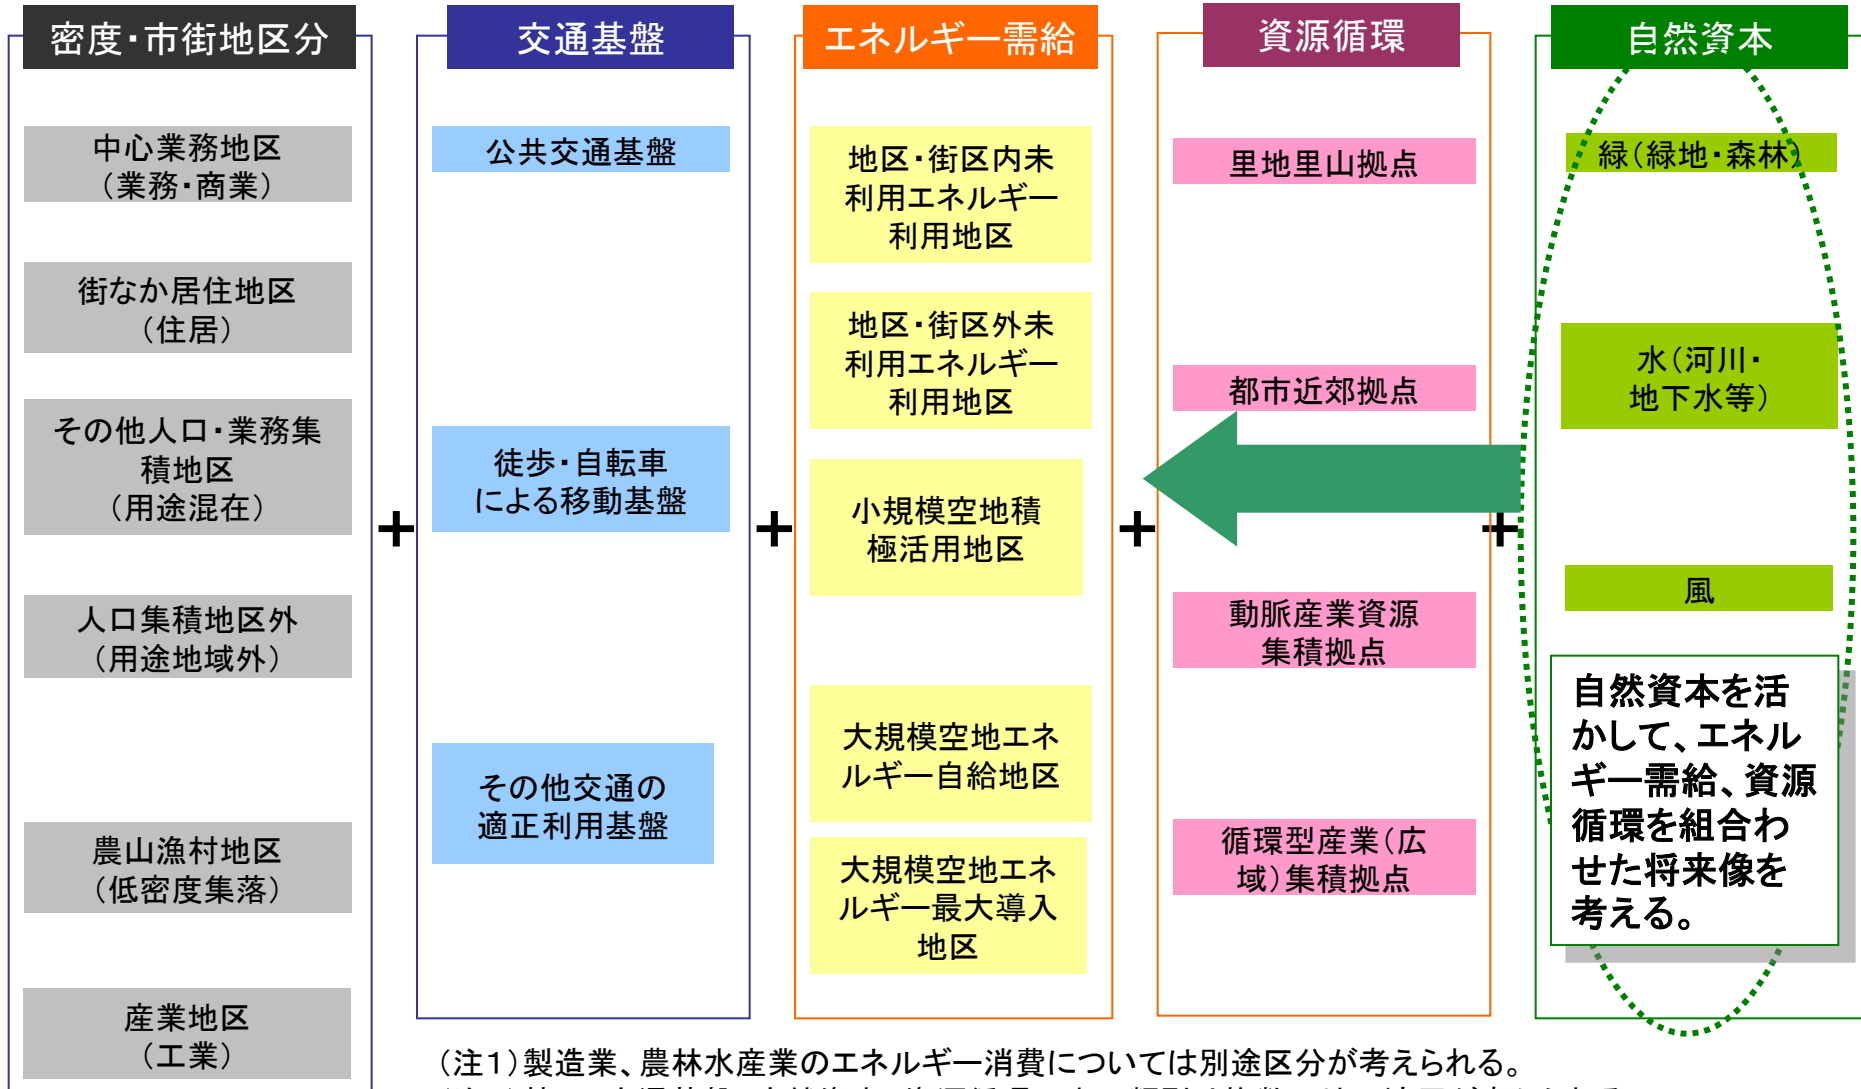 密度・市街地区分
中心業務地区
（業務・商業）
街なか居住地区
（住居）
その他人口・業務集
積地区
（用途混在）
人口集積地区外
（用途地域外）
農山漁村地区
（低密度集落）
産業地区
（工業）
+
交通基盤
公共交通基盤
徒歩・自転車
による移動基盤
その他交通の
適正利用基盤
+
エネルギー需給
地区・街区内未
利用エネルギー
利用地区
地区・街区外未
利用エネルギー
利用地区
小規模空地積
極活用地区
大規模空地エネ
ルギー自給地区
大規模空地エネ
ルギー最大導入
地区
+
資源循環
里地里山拠点
都市近郊拠点
動脈産業資源
集積拠点
循環型産業（広
域）集積拠点
+
自然資本
緑（緑地・森林）
水（河川・
地下水等）
風
自然資本を活
かして、エネル
ギー需給、資源
循環を組合わ
せた将来像を
考える。
（注１）製造業、農林水産業のエネルギー消費については別途区分が考えられる。